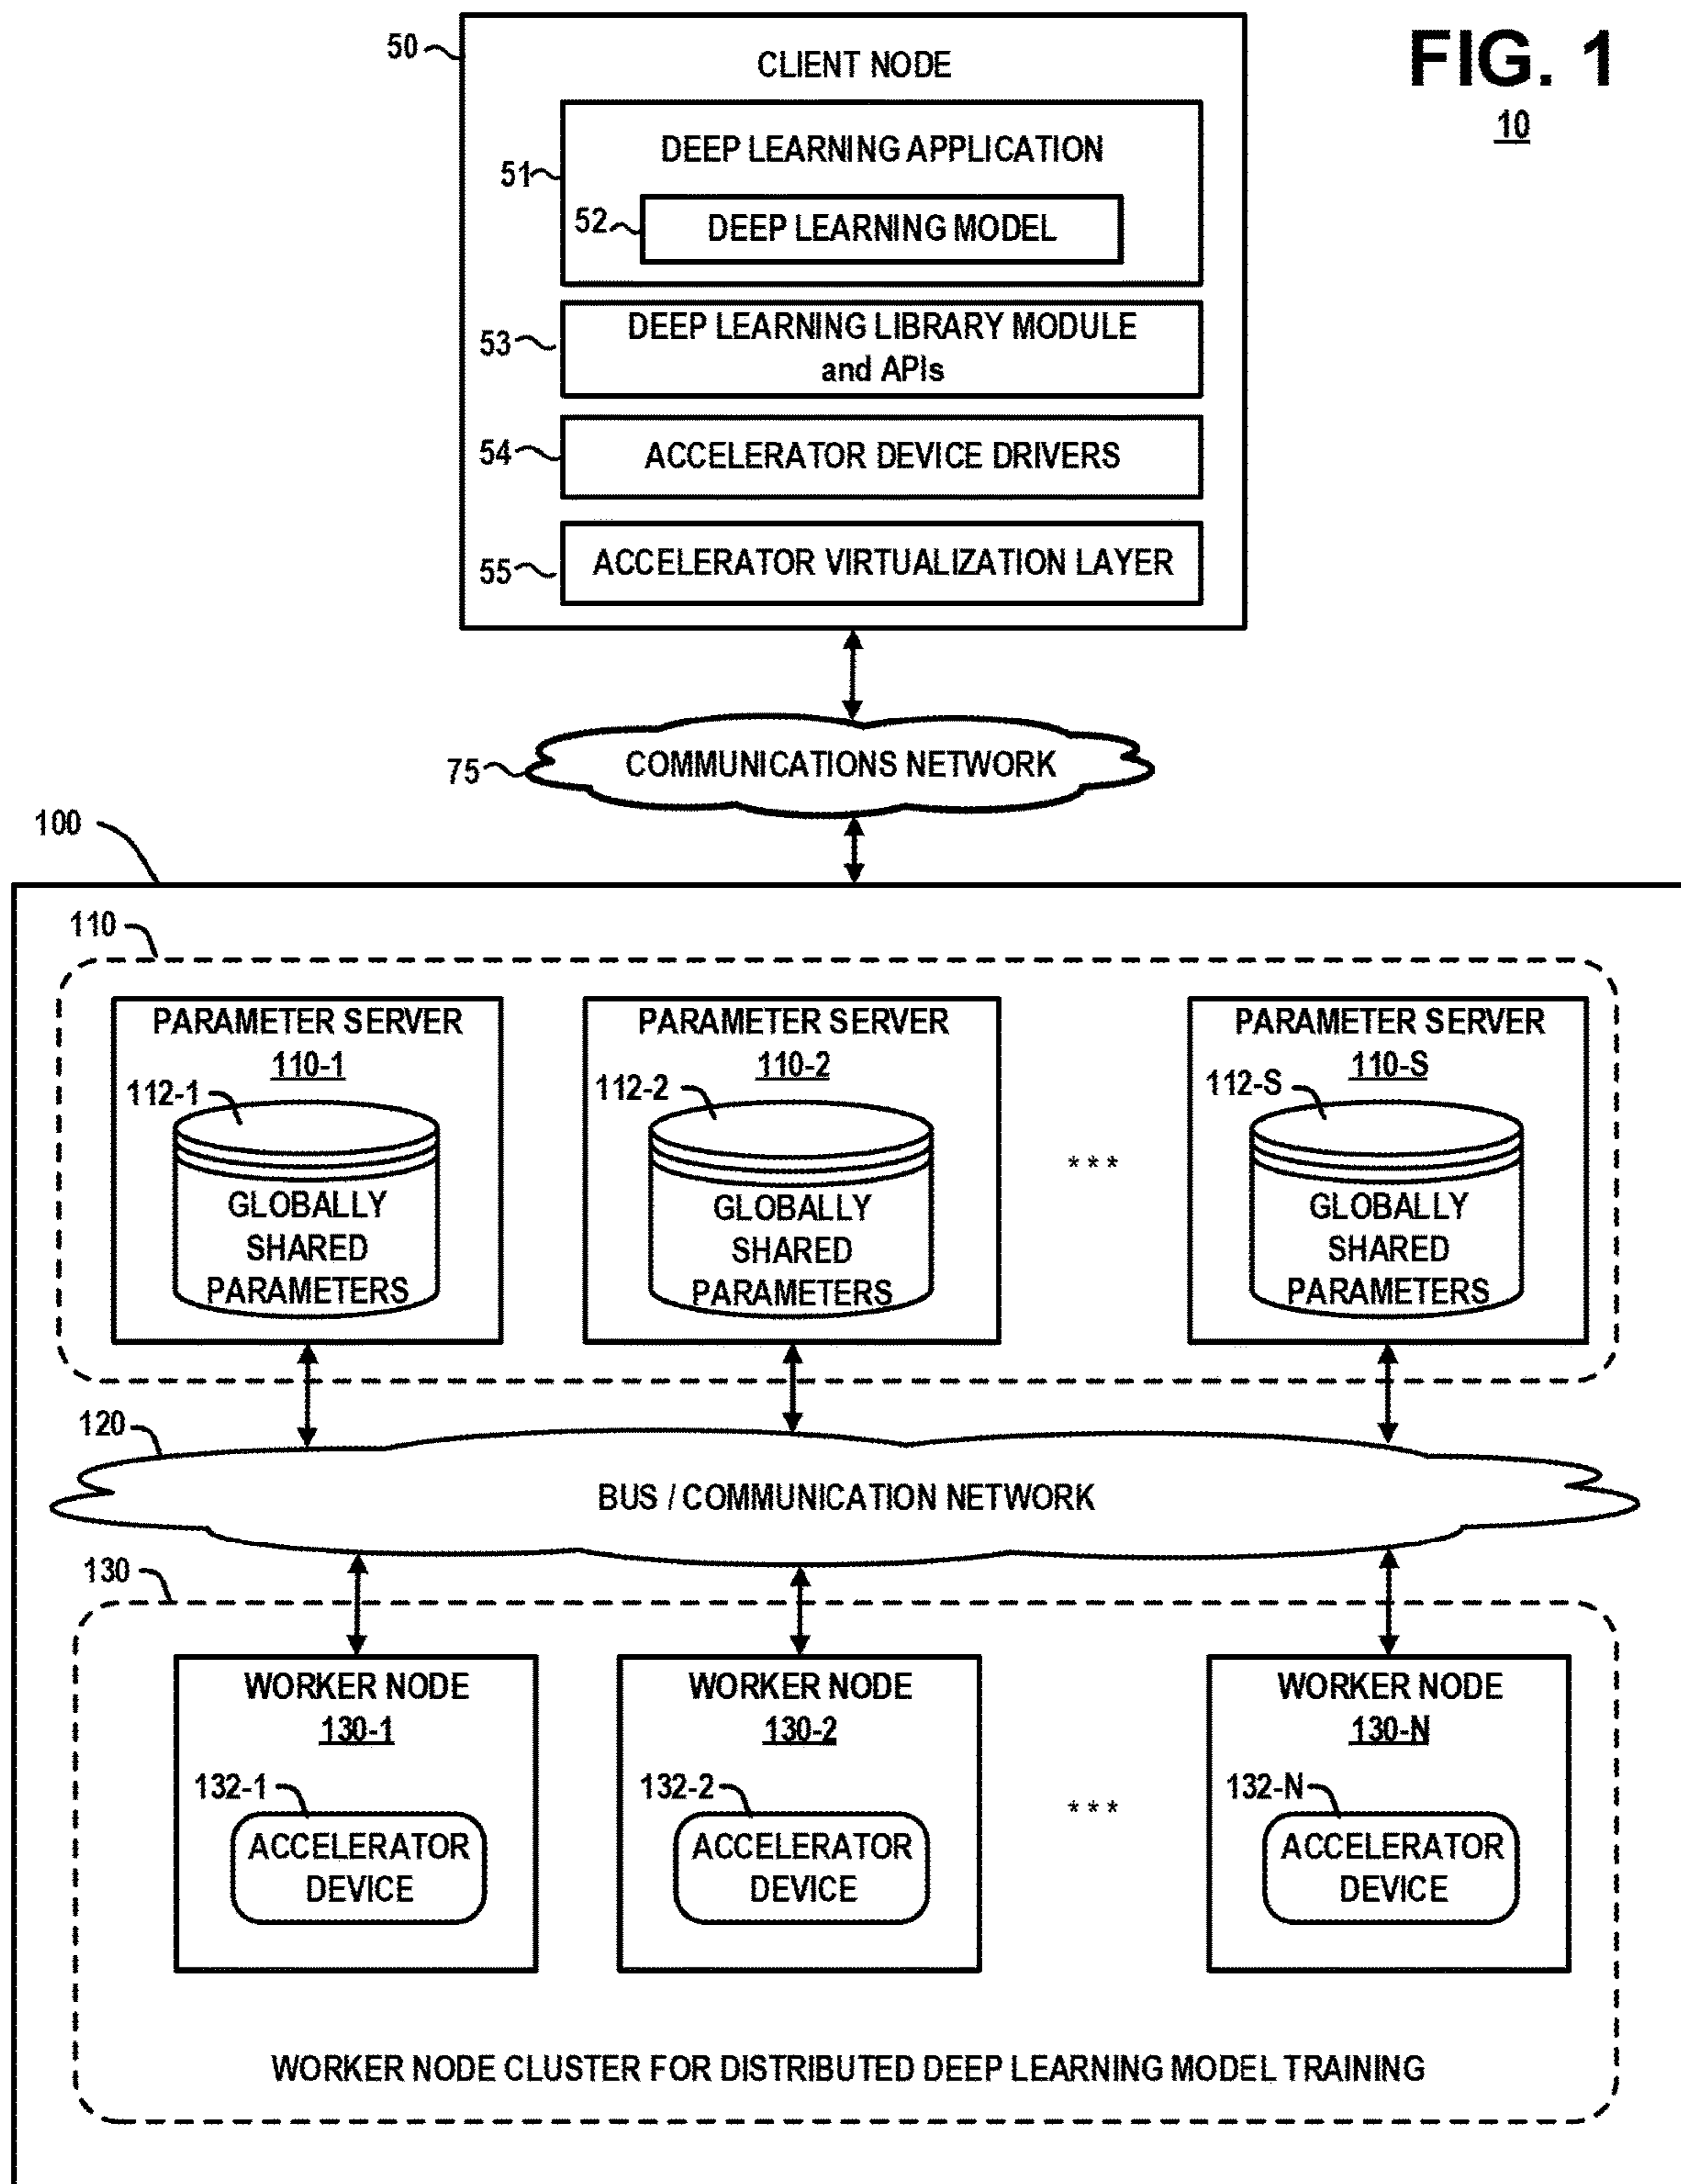 FIG. 1
10
50
CLIENT NODE
51
DEEP LEARNING APPLICATION
52
DEEP LEARNING MODEL
53
DEEP LEARNING LIBRARY MODULE
and APIs
54
ACCELERATOR DEVICE DRIVERS
55
ACCELERATOR VIRTUALIZATION LAYER
75
COMMUNICATIONS NETWORK
100
110
PARAMETER SERVER
110-1
112-1
GLOBALLY
SHARED
PARAMETERS
PARAMETER SERVER
110-2
112-2
GLOBALLY
SHARED
PARAMETERS
***
PARAMETER SERVER
110-S
112-S
GLOBALLY
SHARED
PARAMETERS
120
BUS / COMMUNICATION NETWORK
130
WORKER NODE
130-1
132-1
ACCELERATOR
DEVICE
WORKER NODE
130-2
132-2
ACCELERATOR
DEVICE
***
WORKER NODE
130-N
132-N
ACCELERATOR
DEVICE
WORKER NODE CLUSTER FOR DISTRIBUTED DEEP LEARNING MODEL TRAINING